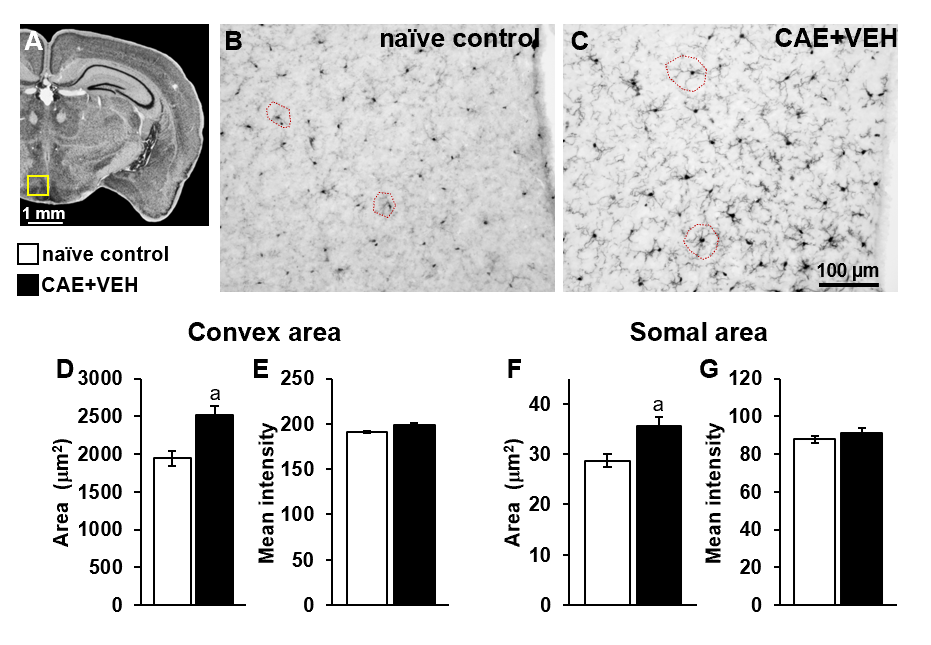 A
1 mm
B
naïve control
C
CAE+VEH
100 µm
naïve control
CAE+VEH
Convex area
Somal area
D
Area (µm²)
3000
2500
2000
1500
1000
500
0
a
E
Mean intensity
250
200
150
100
50
0
F
Area (µm²)
40
30
20
10
0
a
G
Mean intensity
120
100
80
60
40
20
0